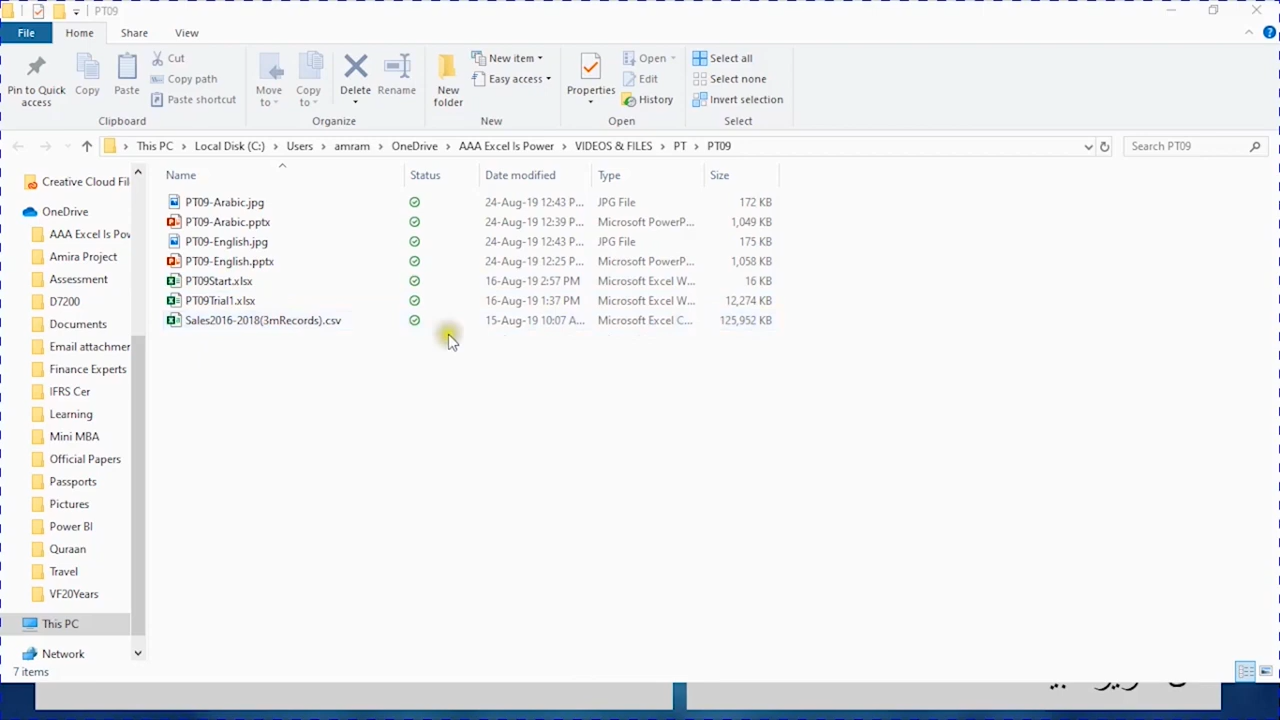 PT09
File Home Share View
Pin to Quick access
Copy
Paste
Cut
Copy path
Paste shortcut
Clipboard
Move to
Copy to
Delete
Rename
Organize
New folder
New item
Easy access
New
Properties
Open
Edit
History
Open
Select all
Select none
Invert selection
Select
This PC Local Disk (C:) Users amram OneDrive AAA Excel Is Power VIDEOS & FILES PT PT09
Search PT09
Name Status Date modified Type Size
PT09-Arabic.jpg 24-Aug-19 12:43 P... JPG File 172 KB
PT09-Arabic.pptx 24-Aug-19 12:39 P... Microsoft PowerP... 1,049 KB
PT09-English.jpg 24-Aug-19 12:43 P... JPG File 175 KB
PT09-English.pptx 24-Aug-19 12:25 P... Microsoft PowerP... 1,058 KB
PT09Start.xlsx 16-Aug-19 2:57 PM Microsoft Excel W... 16 KB
PT09Trial1.xlsx 16-Aug-19 1:37 PM Microsoft Excel W... 12,274 KB
Sales2016-2018(3mRecords).csv 15-Aug-19 10:07 A... Microsoft Excel C... 125,952 KB
Creative Cloud Fil
OneDrive
AAA Excel Is Pow
Amira Project
Assessment
D7200
Documents
Email attachmer
Finance Experts
IFRS Cer
Learning
Mini MBA
Official Papers
Passports
Pictures
Power BI
Quraan
Travel
VF20Years
This PC
Network
7 items